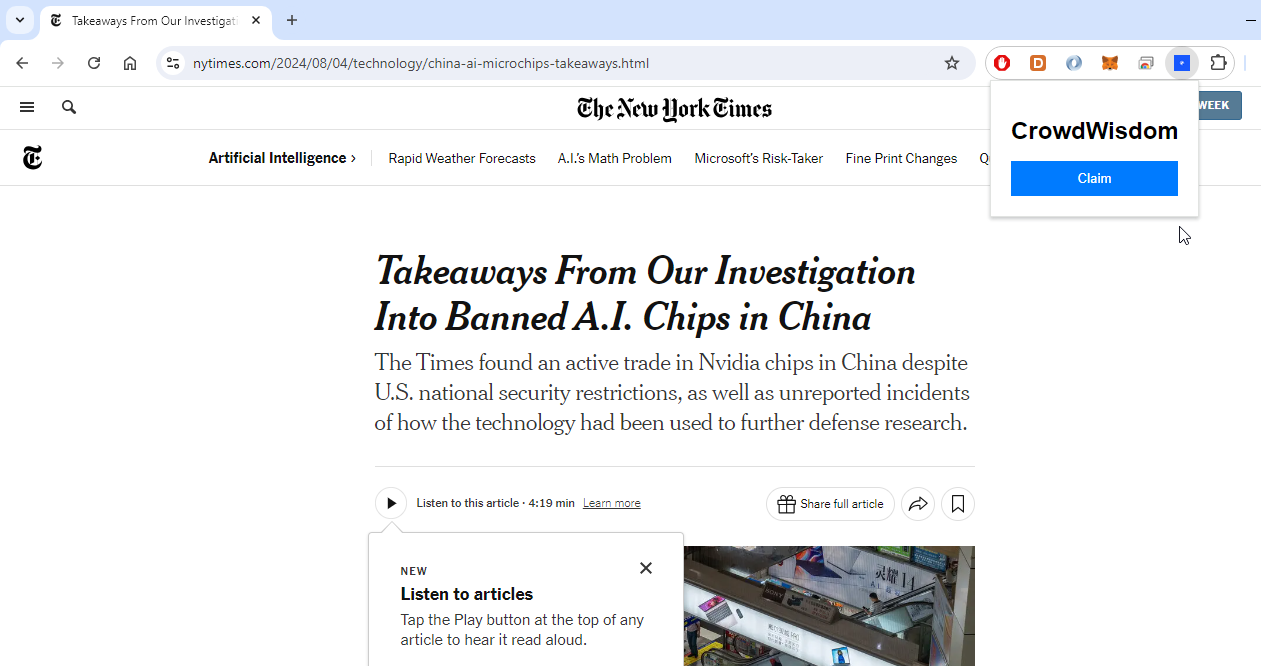 Takeaways From Our Investigat
nytimes.com/2024/08/04/technology/china-ai-microchips-takeaways.html
D
The New York Times
WEEK
CrowdWisdom
Claim
T
Artificial Intelligence ›
Rapid Weather Forecasts
A.I.'s Math Problem
Microsoft's Risk-Taker
Fine Print Changes
Q
Takeaways From Our Investigation
Into Banned A.I. Chips in China
The Times found an active trade in Nvidia chips in China despite
U.S. national security restrictions, as well as unreported incidents
of how the technology had been used to further defense research.
Listen to this article · 4:19 min Learn more
Share full article
NEW
Listen to articles
Tap the Play button at the top of any
article to hear it read aloud.
灵耀14
SONY